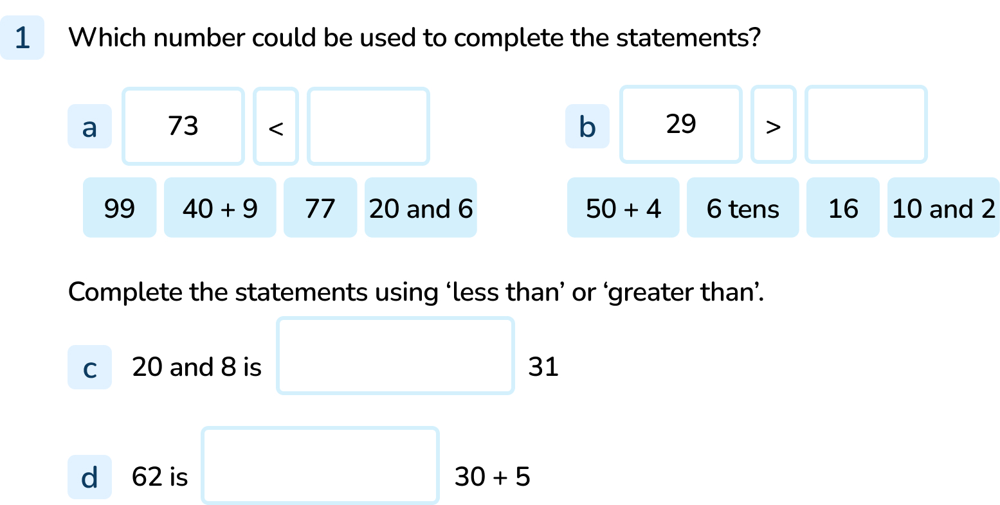 1 Which number could be used to complete the statements?
a 73 < b 29 >
99 40 + 9 77 20 and 6 50 + 4 6 tens 16 10 and 2
Complete the statements using ‘less than’ or ‘greater than’.
c 20 and 8 is 31
d 62 is 30 + 5